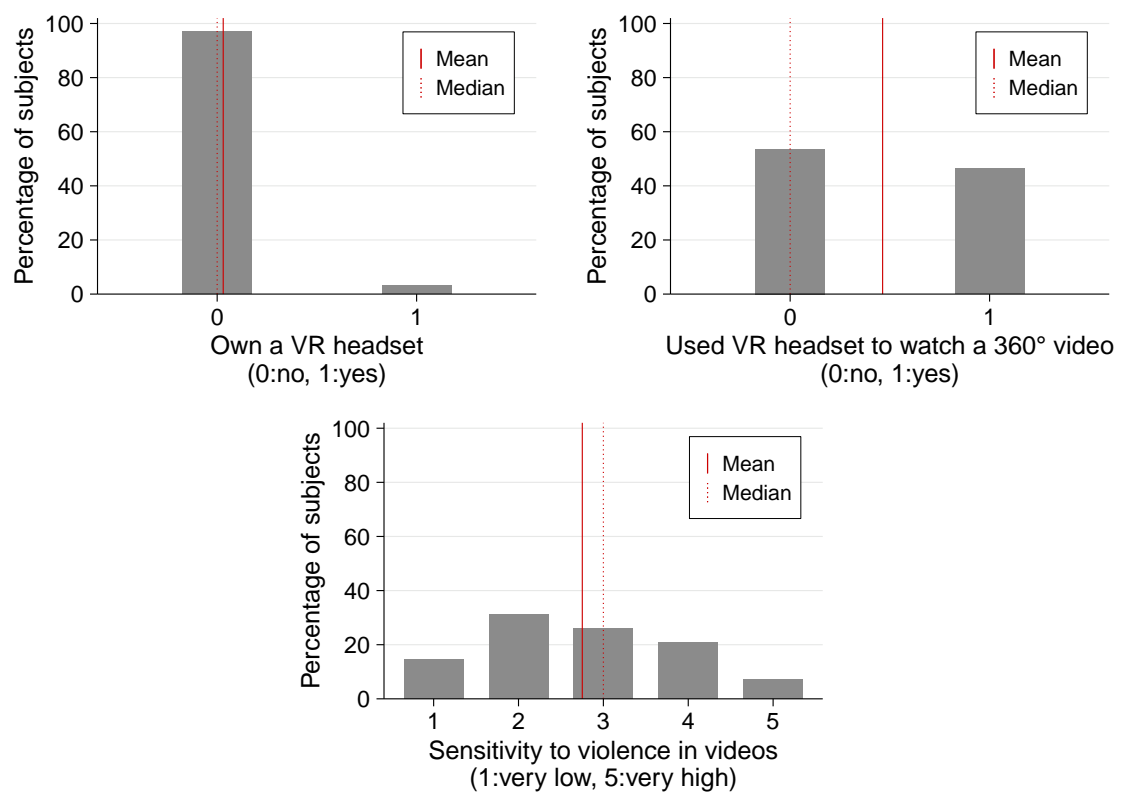 Percentage of subjects
100
80
60
40
20
0
Mean
Median
0 1
Own a VR headset
(0:no, 1:yes)
Percentage of subjects
100
80
60
40
20
0
Mean
Median
0 1
Used VR headset to watch a 360° video
(0:no, 1:yes)
Percentage of subjects
100
80
60
40
20
0
Mean
Median
1 2 3 4 5
Sensitivity to violence in videos
(1:very low, 5:very high)